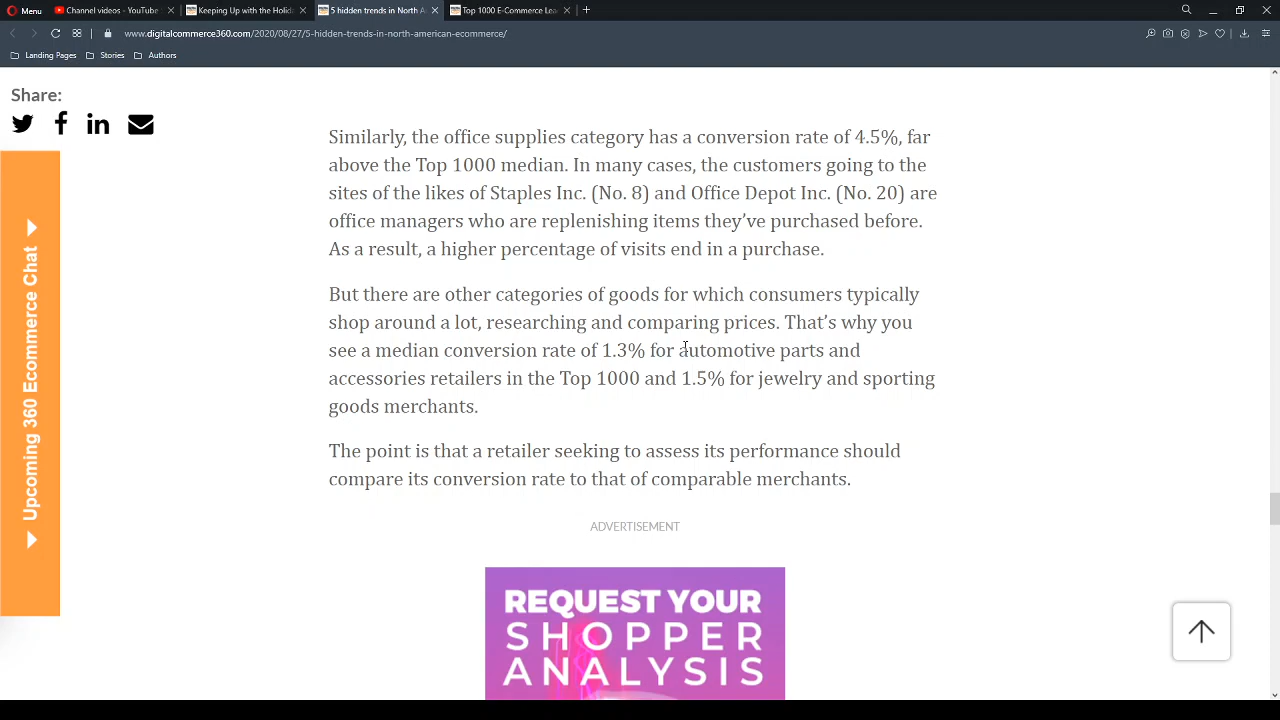 Menu
Channel videos - YouTube
Keeping Up with the Holid
5 hidden trends in North A
Top 1000 E-Commerce Lea
www.digitalcommerce360.com/2020/08/27/5-hidden-trends-in-north-american-ecommerce/
Landing Pages
Stories
Authors
Share:
Upcoming 360 Ecommerce Chat
Similarly, the office supplies category has a conversion rate of 4.5%, far
above the Top 1000 median. In many cases, the customers going to the
sites of the likes of Staples Inc. (No. 8) and Office Depot Inc. (No. 20) are
office managers who are replenishing items they’ve purchased before.
As a result, a higher percentage of visits end in a purchase.
But there are other categories of goods for which consumers typically
shop around a lot, researching and comparing prices. That’s why you
see a median conversion rate of 1.3% for automotive parts and
accessories retailers in the Top 1000 and 1.5% for jewelry and sporting
goods merchants.
The point is that a retailer seeking to assess its performance should
compare its conversion rate to that of comparable merchants.
ADVERTISEMENT
REQUEST YOUR
SHOPPER
ANALYSIS